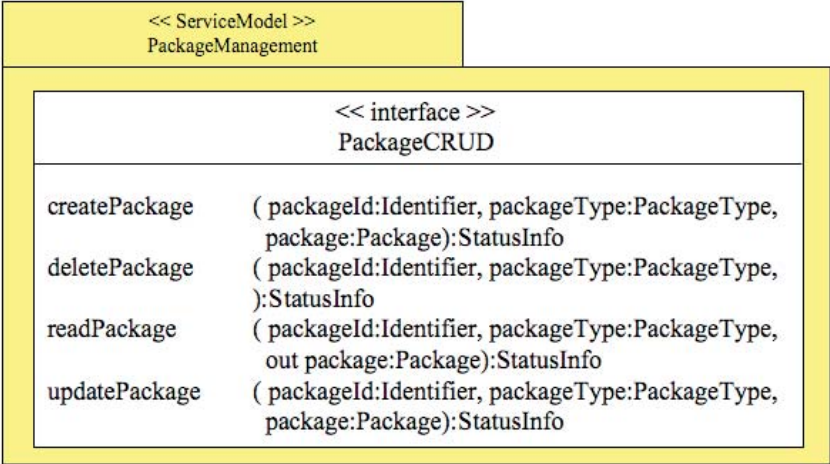 << ServiceModel >>
PackageManagement
<< interface >>
PackageCRUD
createPackage ( packageId:Identifier, packageType:PackageType,
package:Package):StatusInfo
deletePackage ( packageId:Identifier, packageType:PackageType,
):StatusInfo
readPackage ( packageId:Identifier, packageType:PackageType,
out package:Package):StatusInfo
updatePackage ( packageId:Identifier, packageType:PackageType,
package:Package):StatusInfo